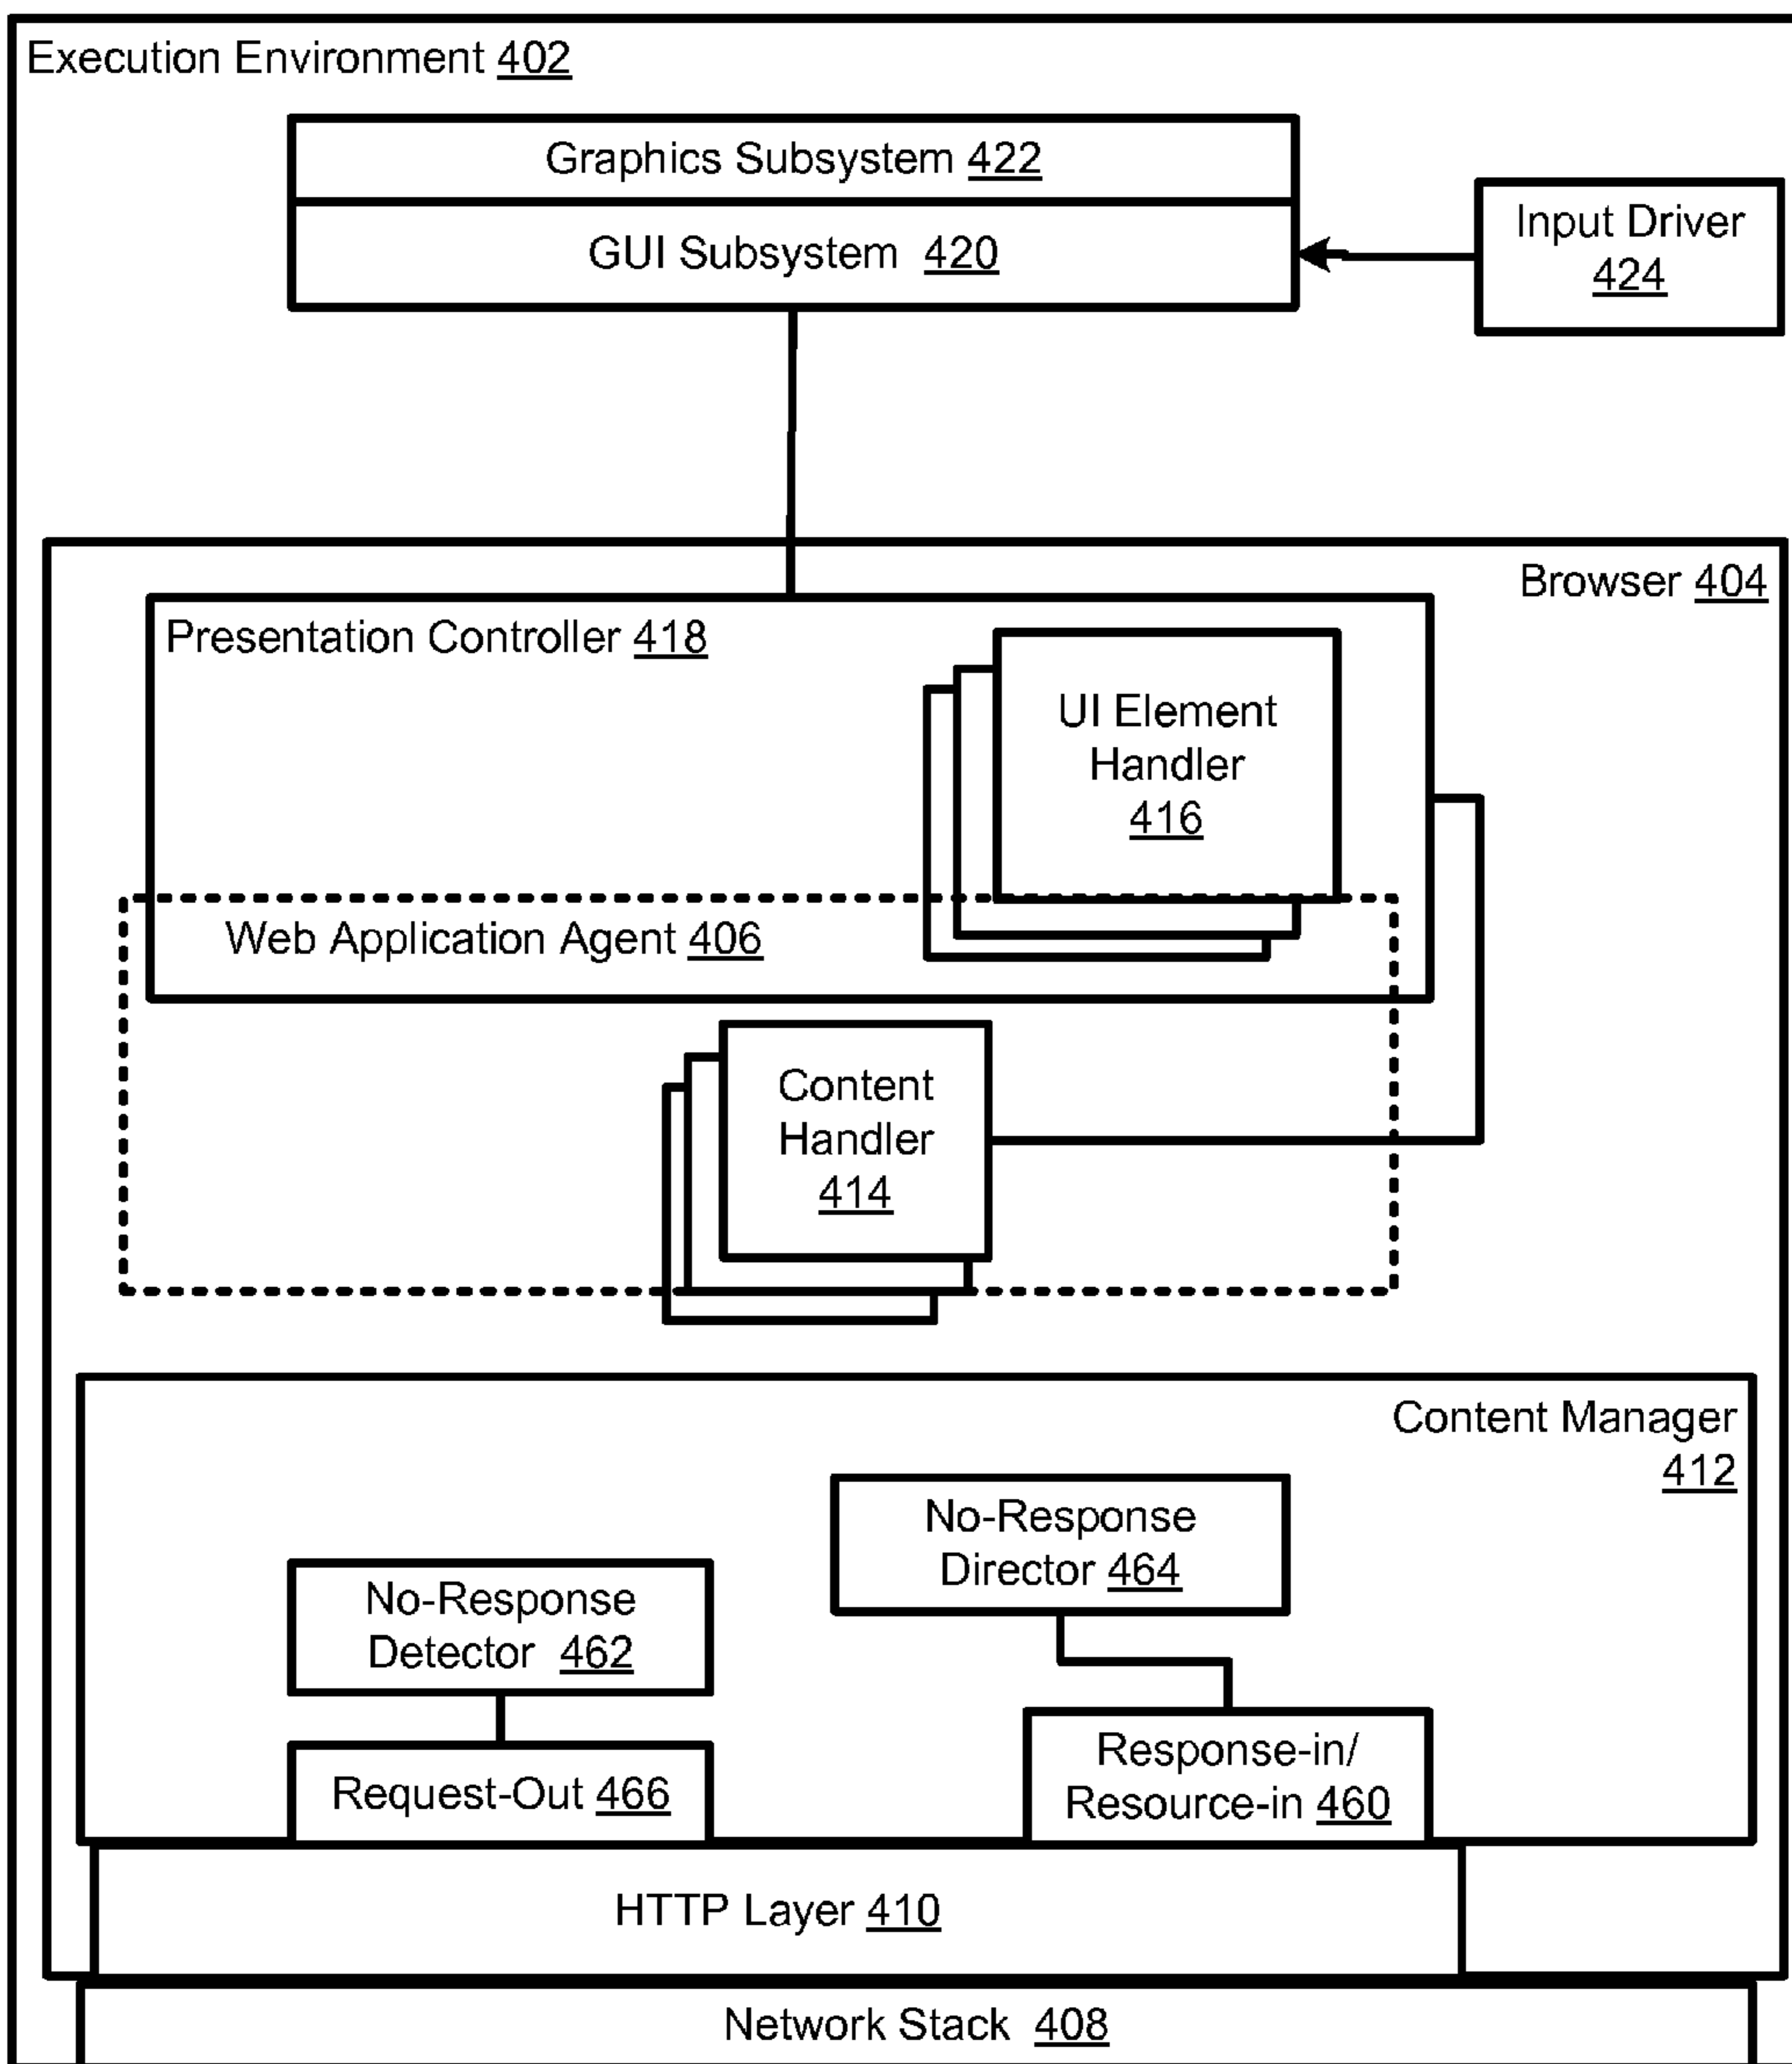 Execution Environment 402
Graphics Subsystem 422
GUI Subsystem 420
Input Driver
424
Browser 404
Presentation Controller 418
UI Element
Handler
416
Web Application Agent 406
Content
Handler
414
Content Manager
412
No-Response
Director 464
No-Response
Detector 462
Request-Out 466
Response-in/
Resource-in 460
HTTP Layer 410
Network Stack 408